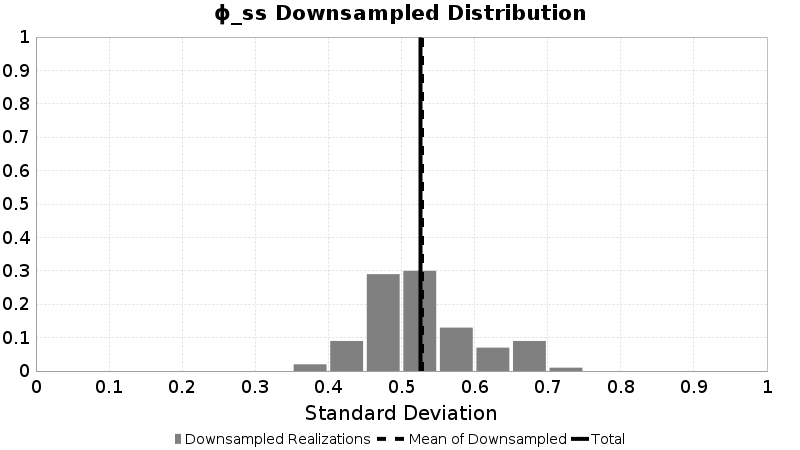 ϕ_ss Downsampled Distribution
1
0.9
0.8
0.7
0.6
0.5
0.4
0.3
0.2
0.1
0
0 0.1 0.2 0.3 0.4 0.5 0.6 0.7 0.8 0.9 1
Standard Deviation
Downsampled Realizations Mean of Downsampled Total